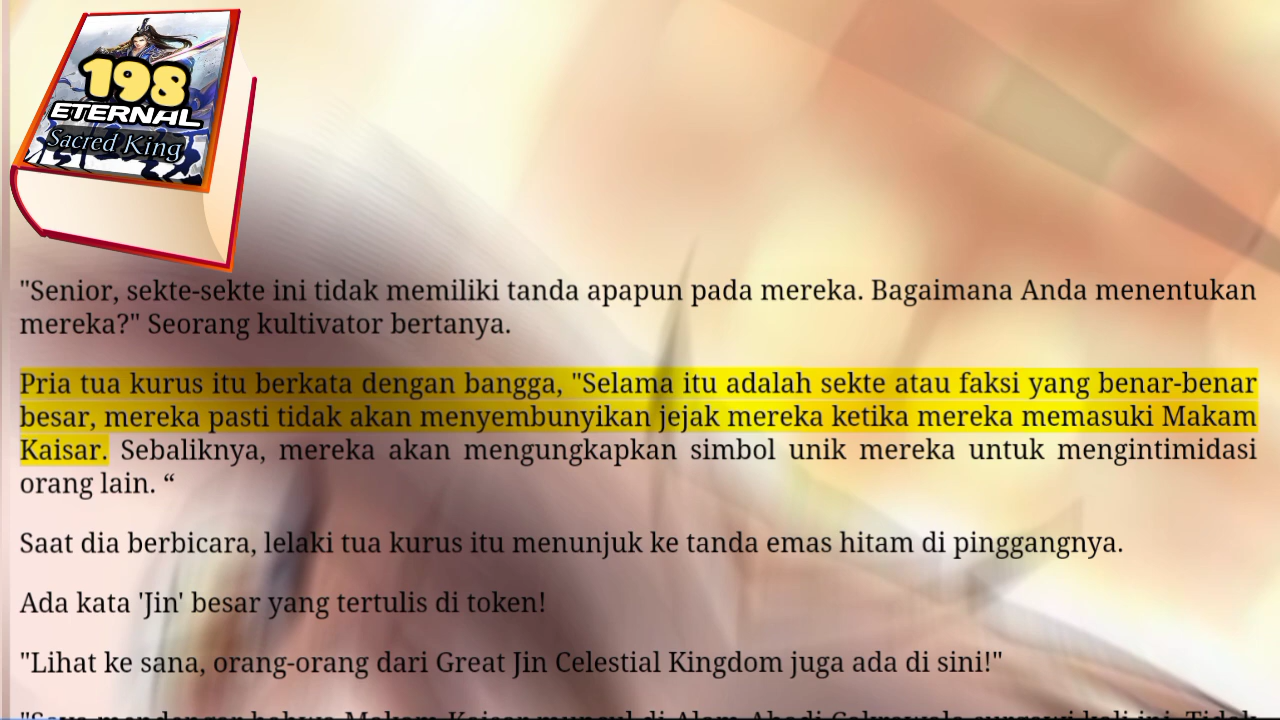 198
ETERNAL
Sacred King
"Senior, sekte-sekte ini tidak memiliki tanda apapun pada mereka. Bagaimana Anda menentukan
mereka?" Seorang kultivator bertanya.
Pria tua kurus itu berkata dengan bangga, "Selama itu adalah sekte atau faksi yang benar-benar
besar, mereka pasti tidak akan menyembunyikan jejak mereka ketika mereka memasuki Makam
Kaisar. Sebaliknya, mereka akan mengungkapkan simbol unik mereka untuk mengintimidasi
orang lain. “
Saat dia berbicara, lelaki tua kurus itu menunjuk ke tanda emas hitam di pinggangnya.
Ada kata 'Jin' besar yang tertulis di token!
"Lihat ke sana, orang-orang dari Great Jin Celestial Kingdom juga ada di sini!"